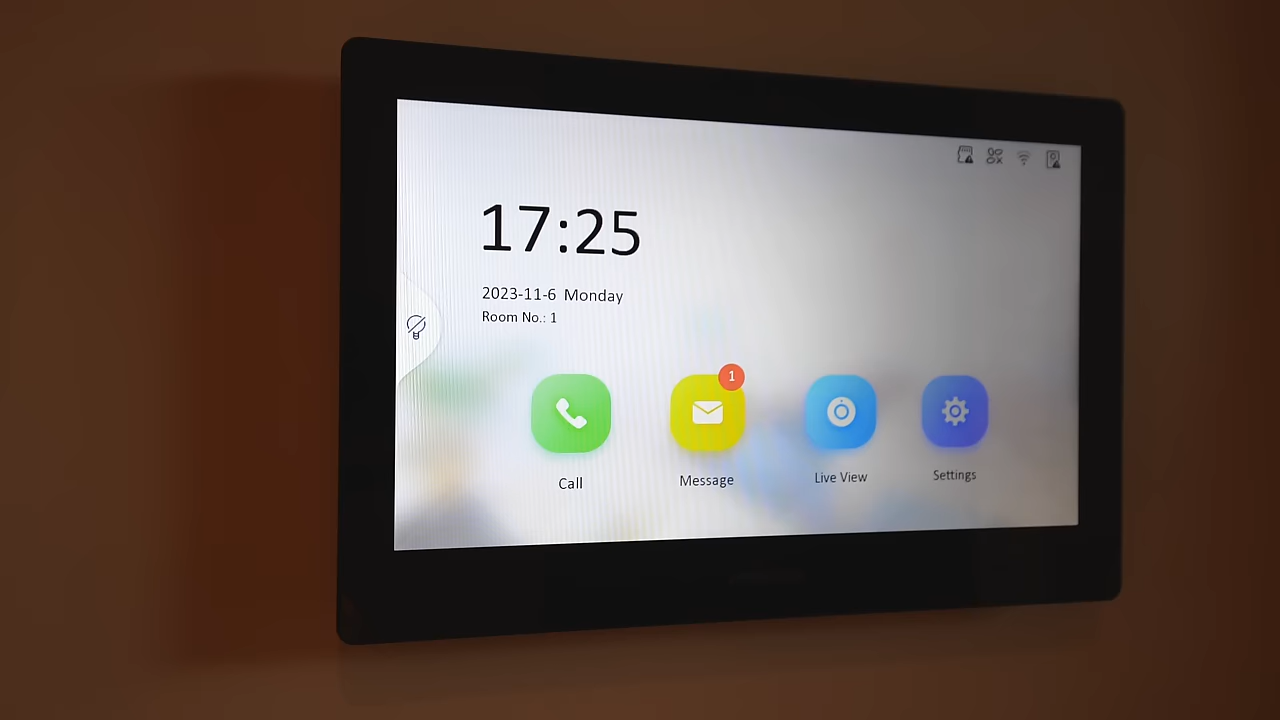 17:25
2023-11-6 Monday
Room No.: 1
1
Call
Message
Live View
Settings